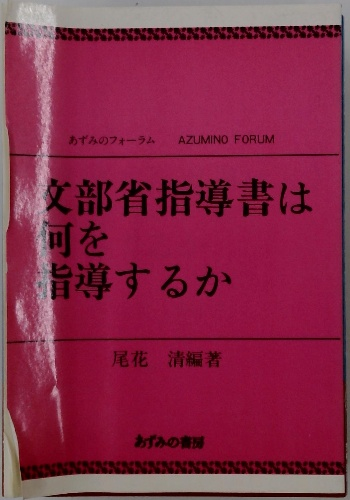 あずみのフォーラム AZUMINO FORUM
文部省指導書は
何を
指導するか
尾花 清編著
あずみの書房